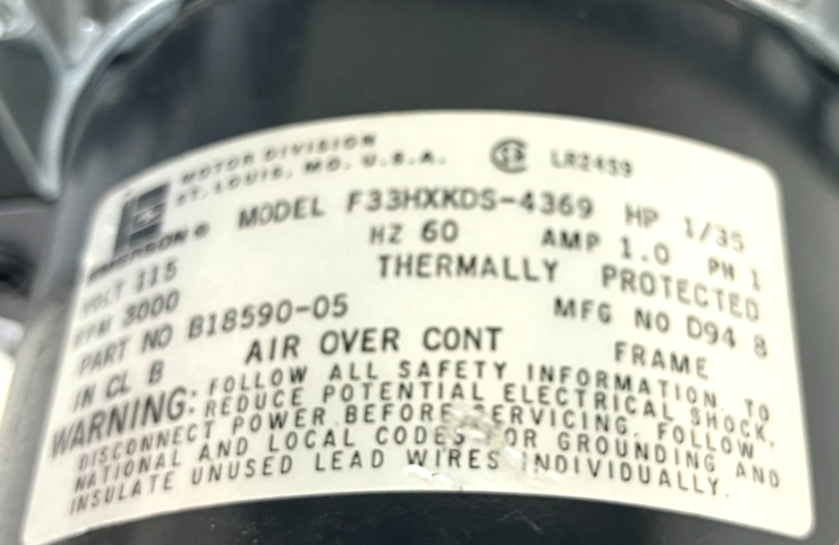 MOTOR DIVISION
ST. LOUIS, MO. U.S.A. LR2459
EMERSON ®
MODEL F33HXKDS-4369 HP 1/35
VOLT 115 HZ 60 AMP 1.0 PH 1
RPM 3000 THERMALLY PROTECTED
PART NO B18590-05 MFG NO D94 8
IN CL B AIR OVER CONT FRAME
WARNING: FOLLOW ALL SAFETY INFORMATION TO
REDUCE POTENTIAL ELECTRICAL SHOCK.
DISCONNECT POWER BEFORE SERVICING. FOLLOW
NATIONAL AND LOCAL CODES OR GROUNDING AND
INSULATE UNUSED LEAD WIRES INDIVIDUALLY.